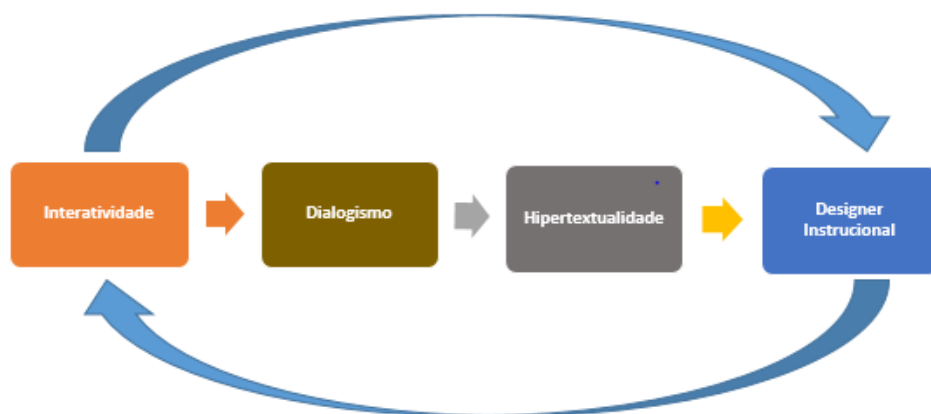 Interatividade
Dialogismo
Hipertextualidade
Designer
Instrucional